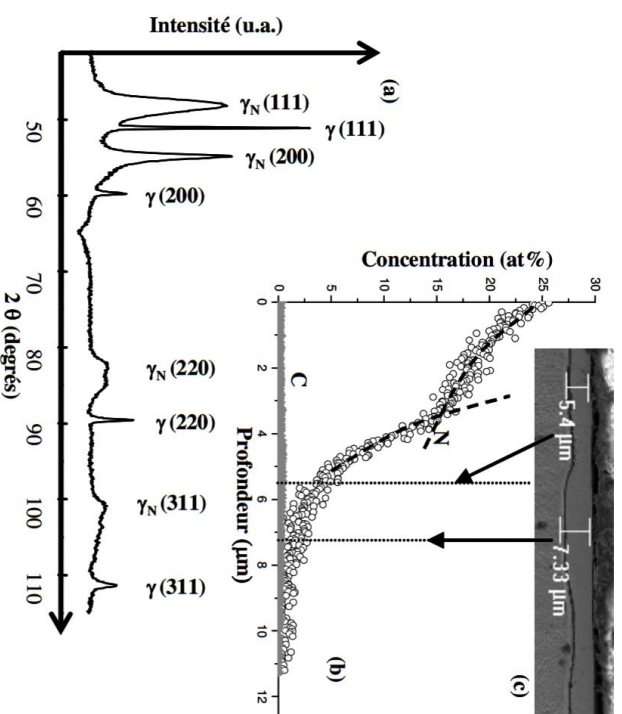 Intensité (u.a.)
(a)
γN (111)
γ (111)
γN (200)
γ (200)
γN (220)
γ (220)
γN (311)
γ (311)
50
60
70
80
90
100
110
2 θ (degrés)
Concentration (at%)
0
5
10
15
20
25
30
0
2
4
6
8
10
12
C
N
Profondeur (μm)
(b)
5.4 μm
7.33 μm
(c)